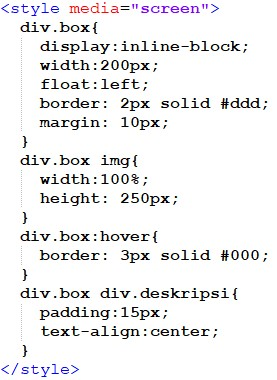 <style media="screen">
div.box{
display:inline-block;
width:200px;
float:left;
border: 2px solid #ddd;
margin: 10px;
}
div.box img{
width:100%;
height: 250px;
}
div.box:hover{
border: 3px solid #000;
}
div.box div.deskripsi{
padding:15px;
text-align:center;
}
</style>